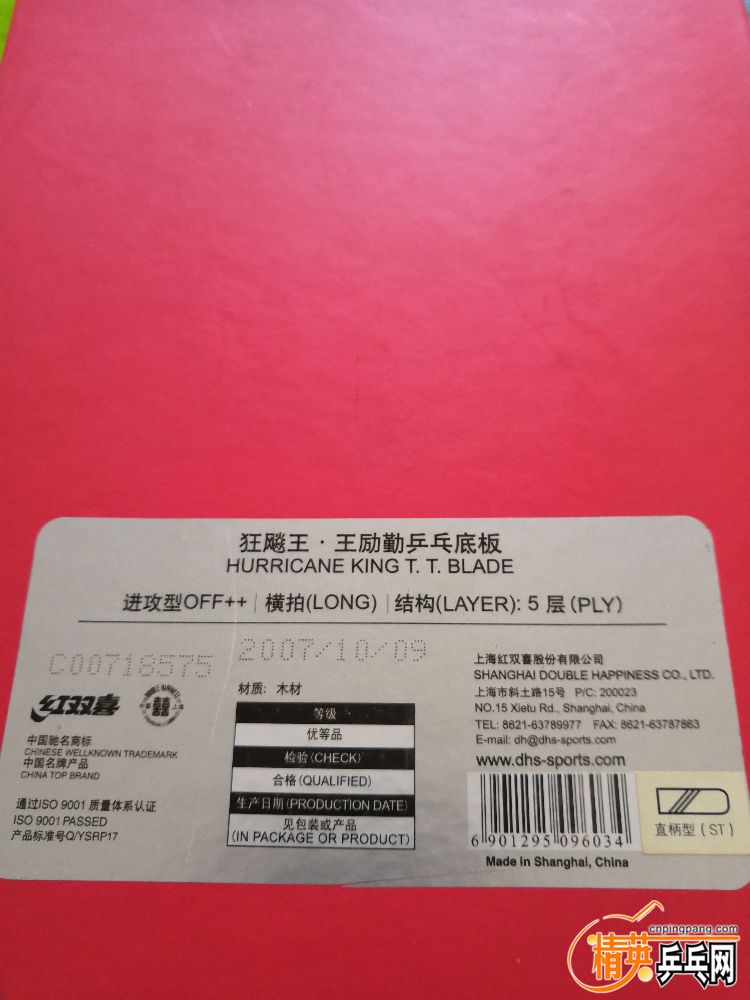 狂飚王·王励勤乒乓底板
HURRICANE KING T. T. BLADE
进攻型OFF++ | 横拍(LONG) | 结构(LAYER): 5 层(PLY)
C00718575
2007/10/09
红双喜
中国驰名商标
CHINESE WELLKNOWN TRADEMARK
中国名牌产品
CHINA TOP BRAND
通过ISO 9001 质量体系认证
ISO 9001 PASSED
产品标准号Q/YSRP17
材质: 木材
等级
优等品
检验(CHECK)
合格(QUALIFIED)
生产日期(PRODUCTION DATE)
见包装或产品
(IN PACKAGE OR PRODUCT)
上海红双喜股份有限公司
SHANGHAI DOUBLE HAPPINESS CO., LTD.
上海市斜土路15号 P/C: 200023
NO.15 Xietu Rd., Shanghai, China
TEL: 8621-63789977 FAX: 8621-63787863
E-mail: dh@dhs-sports.com
www.dhs-sports.com
6 901295 096034
Made in Shanghai, China
直柄型(ST)
cnpingpang.com
精英乒乓网